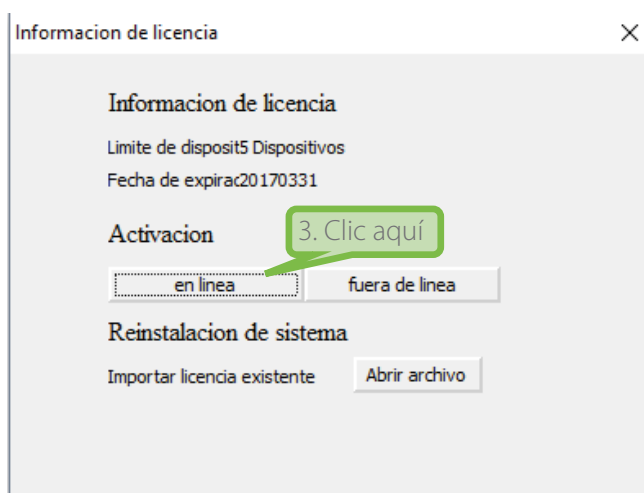 Informacion de licencia
Informacion de licencia
Limite de disposit5 Dispositivos
Fecha de expirac20170331
Activacion
3. Clic aquí
en linea
fuera de linea
Reinstalacion de sistema
Importar licencia existente
Abrir archivo